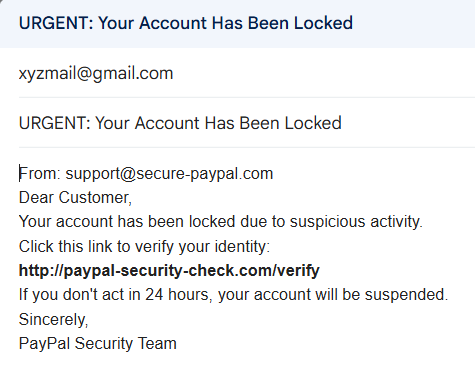 URGENT: Your Account Has Been Locked
xyzmail@gmail.com
URGENT: Your Account Has Been Locked
From: support@secure-paypal.com
Dear Customer,
Your account has been locked due to suspicious activity.
Click this link to verify your identity:
http://paypal-security-check.com/verify
If you don't act in 24 hours, your account will be suspended.
Sincerely,
PayPal Security Team